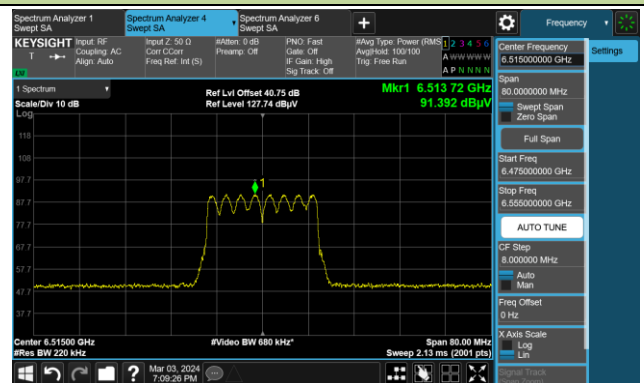 Spectrum Analyzer 1
Swept SA
Spectrum Analyzer 4
Swept SA
Spectrum Analyzer 6
Swept SA
Frequency
KEYSIGHT
T
LW
Input: RF
Coupling: AC
Align: Auto
Input Z: 50 Ω
Corr CCorr
Freq Ref: Int (S)
#Atten: 0 dB
Preamp: Off
PNO: Fast
Gate: Off
IF Gain: High
Sig Track: Off
#Avg Type: Power (RMS)
Avg|Hold: 100/100
Trig: Free Run
1 2 3 4 5 6
A W W W W W
A P N N N N
1 Spectrum
Scale/Div 10 dB
Log
Ref Lvl Offset 40.75 dB
Ref Level 127.74 dBµV
Mkr1 6.513 72 GHz
91.392 dBµV
118
108
97.7
87.7
77.7
67.7
57.7
47.7
37.7
1
Center 6.51500 GHz
#Res BW 220 kHz
#Video BW 680 kHz*
Span 80.00 MHz
Sweep 2.13 ms (2001 pts)
Center Frequency
6.515000000 GHz
Span
80.0000000 MHz
Swept Span
Zero Span
Full Span
Start Freq
6.475000000 GHz
Stop Freq
6.555000000 GHz
AUTO TUNE
CF Step
8.000000 MHz
Auto
Man
Freq Offset
0 Hz
X Axis Scale
Log
Lin
Signal Track
Settings
?
Mar 03, 2024
7:09:26 PM